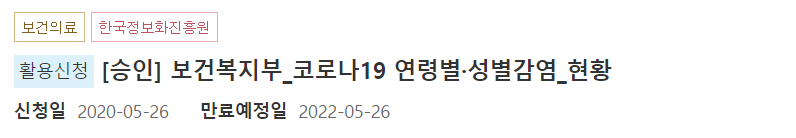 보건의료 한국정보화진흥원
활용신청 [승인] 보건복지부_코로나19 연령별·성별감염_현황
신청일 2020-05-26 만료예정일 2022-05-26